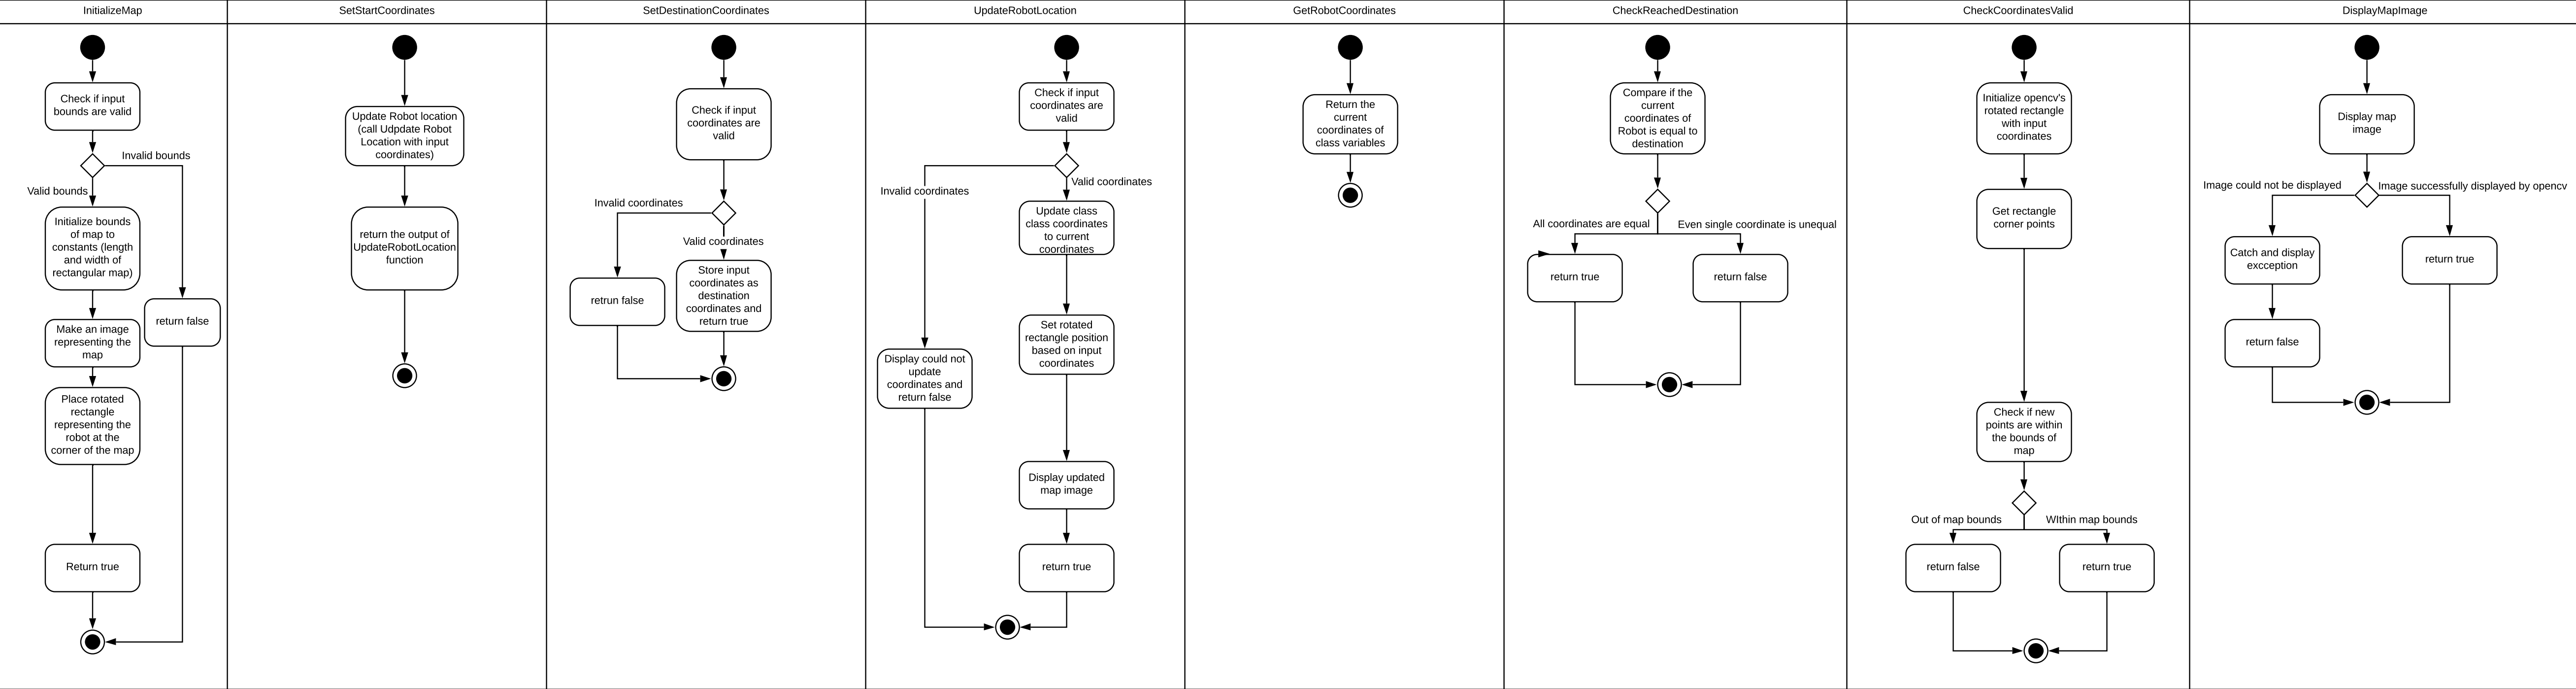 InitializeMap
Check if input
bounds are valid
Invalid bounds
Valid bounds
Initialize bounds
of map to
constants (length
and width of
rectangular map)
return false
Make an image
representing the
map
Place rotated
rectangle
representing the
robot at the
corner of the map
Return true
SetStartCoordinates
Update Robot location
(call Udpdate Robot
Location with input
coordinates)
return the output of
UpdateRobotLocation
function
SetDestinationCoordinates
Check if input
coordinates are
valid
Invalid coordinates
Valid coordinates
retrun false
Store input
coordinates as
destination
coordinates and
return true
UpdateRobotLocation
Check if input
coordinates are
valid
Invalid coordinates
Valid coordinates
Update class
class coordinates
to current
coordinates
Set rotated
rectangle position
based on input
coordinates
Display could not
update
coordinates and
return false
Display updated
map image
return true
GetRobotCoordinates
Return the
current
coordinates of
class variables
CheckReachedDestination
Compare if the
current
coordinates of
Robot is equal to
destination
All coordinates are equal
Even single coordinate is unequal
return true
return false
CheckCoordinatesValid
Initialize opencv's
rotated rectangle
with input
coordinates
Get rectangle
corner points
Check if new
points are within
the bounds of
map
Out of map bounds
WIthin map bounds
return false
return true
DisplayMapImage
Display map
image
Image could not be displayed
Image successfully displayed by opencv
Catch and display
excception
return true
return false